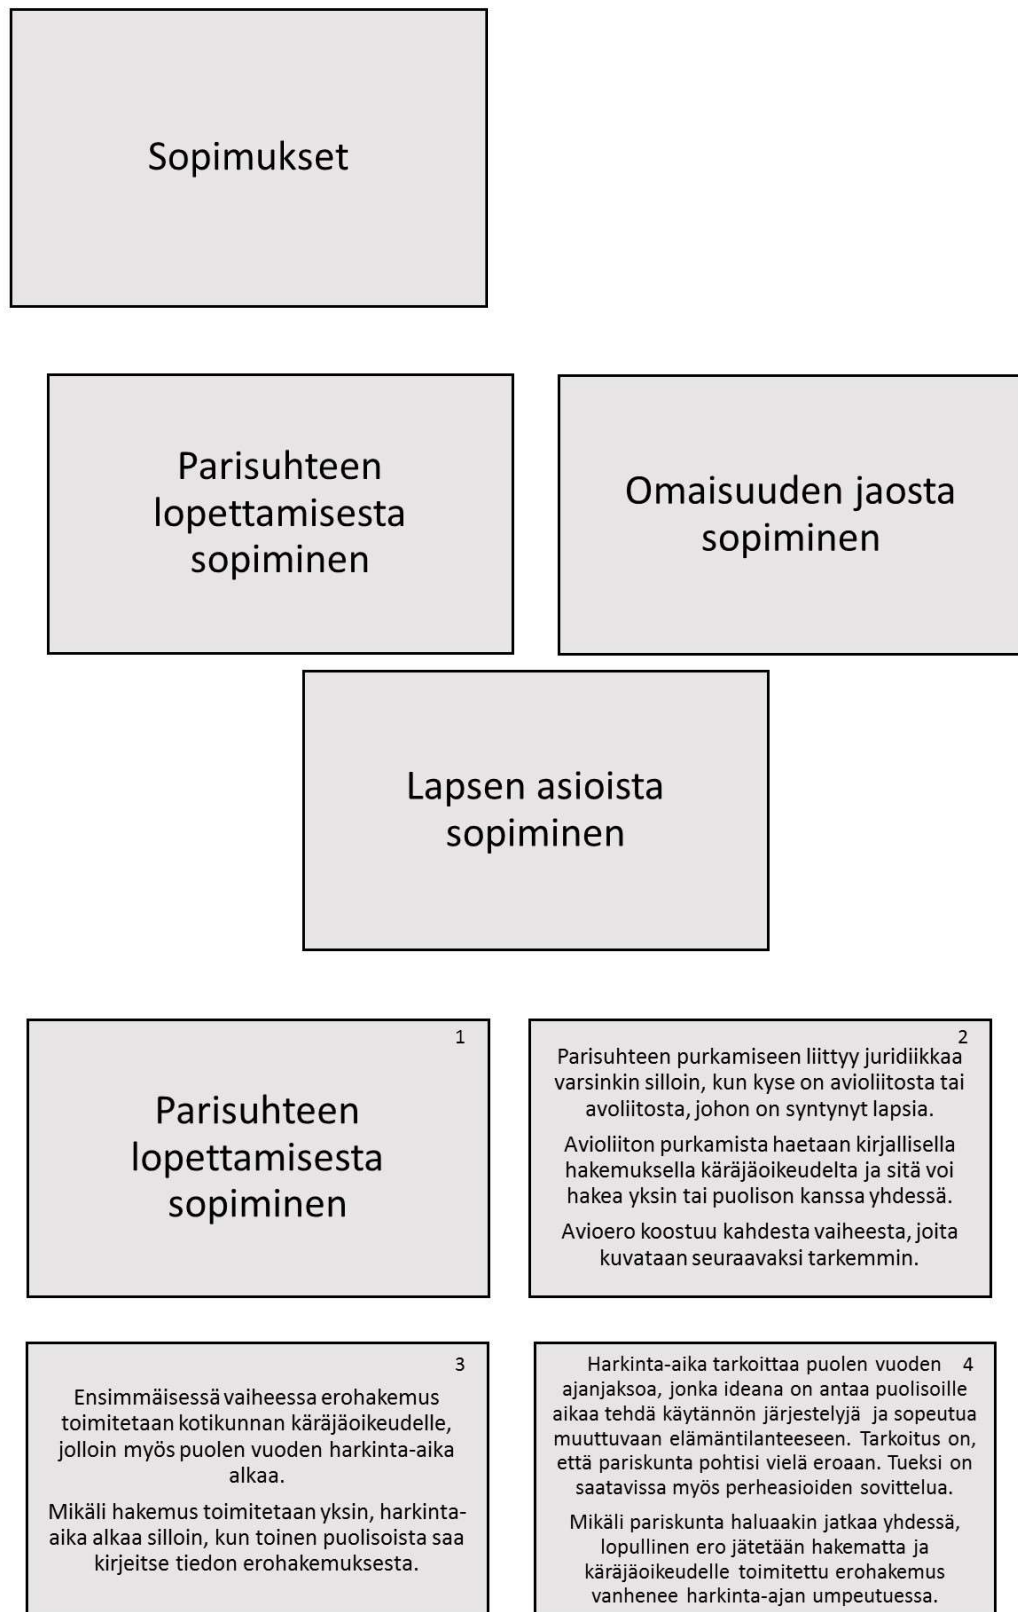 Sopimukset
Parisuhteen
lopettamisesta
sopiminen
Omaisuuden jaosta
sopiminen
Lapsen asioista
sopiminen
1
Parisuhteen
lopettamisesta
sopiminen
2
Parisuhteen purkamiseen liittyy juridiikkaa
varsinkin silloin, kun kyse on avioliitosta tai
avoliitosta, johon on syntynyt lapsia.
Avioliiton purkamista haetaan kirjallisella
hakemuksella käräjäoikeudelta ja sitä voi
hakea yksin tai puolison kanssa yhdessä.
Avioero koostuu kahdesta vaiheesta, joita
kuvataan seuraavaksi tarkemmin.
3
Ensimmäisessä vaiheessa erohakemus
toimitetaan kotikunnan käräjäoikeudelle,
jolloin myös puolen vuoden harkinta-aika
alkaa.
Mikäli hakemus toimitetaan yksin, harkinta-
aika alkaa silloin, kun toinen puolisoista saa
kirjeitse tiedon erohakemuksesta.
Harkinta-aika tarkoittaa puolen vuoden 4
ajanjaksoa, jonka ideana on antaa puolisoille
aikaa tehdä käytännön järjestelyjä ja sopeutua
muuttuvaan elämäntilanteeseen. Tarkoitus on,
että pariskunta pohtisi vielä eroaan. Tueksi on
saatavissa myös perheasioiden sovittelua.
Mikäli pariskunta haluaakin jatkaa yhdessä,
lopullinen ero jätetään hakematta ja
käräjäoikeudelle toimitettu erohakemus
vanhenee harkinta-ajan umpeutuessa.